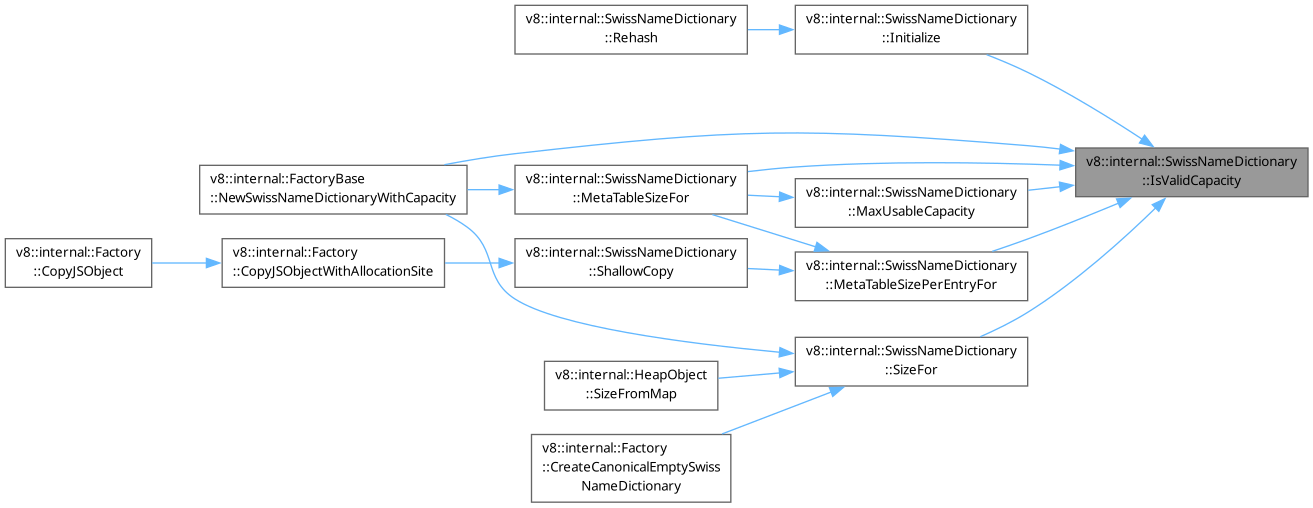 v8::internal::SwissNameDictionary
::Rehash
v8::internal::SwissNameDictionary
::Initialize
v8::internal::SwissNameDictionary
::IsValidCapacity
v8::internal::FactoryBase
::NewSwissNameDictionaryWithCapacity
v8::internal::SwissNameDictionary
::MetaTableSizeFor
v8::internal::SwissNameDictionary
::MaxUsableCapacity
v8::internal::Factory
::CopyJSObject
v8::internal::Factory
::CopyJSObjectWithAllocationSite
v8::internal::SwissNameDictionary
::ShallowCopy
v8::internal::SwissNameDictionary
::MetaTableSizePerEntryFor
v8::internal::SwissNameDictionary
::SizeFor
v8::internal::HeapObject
::SizeFromMap
v8::internal::Factory
::CreateCanonicalEmptySwiss
NameDictionary